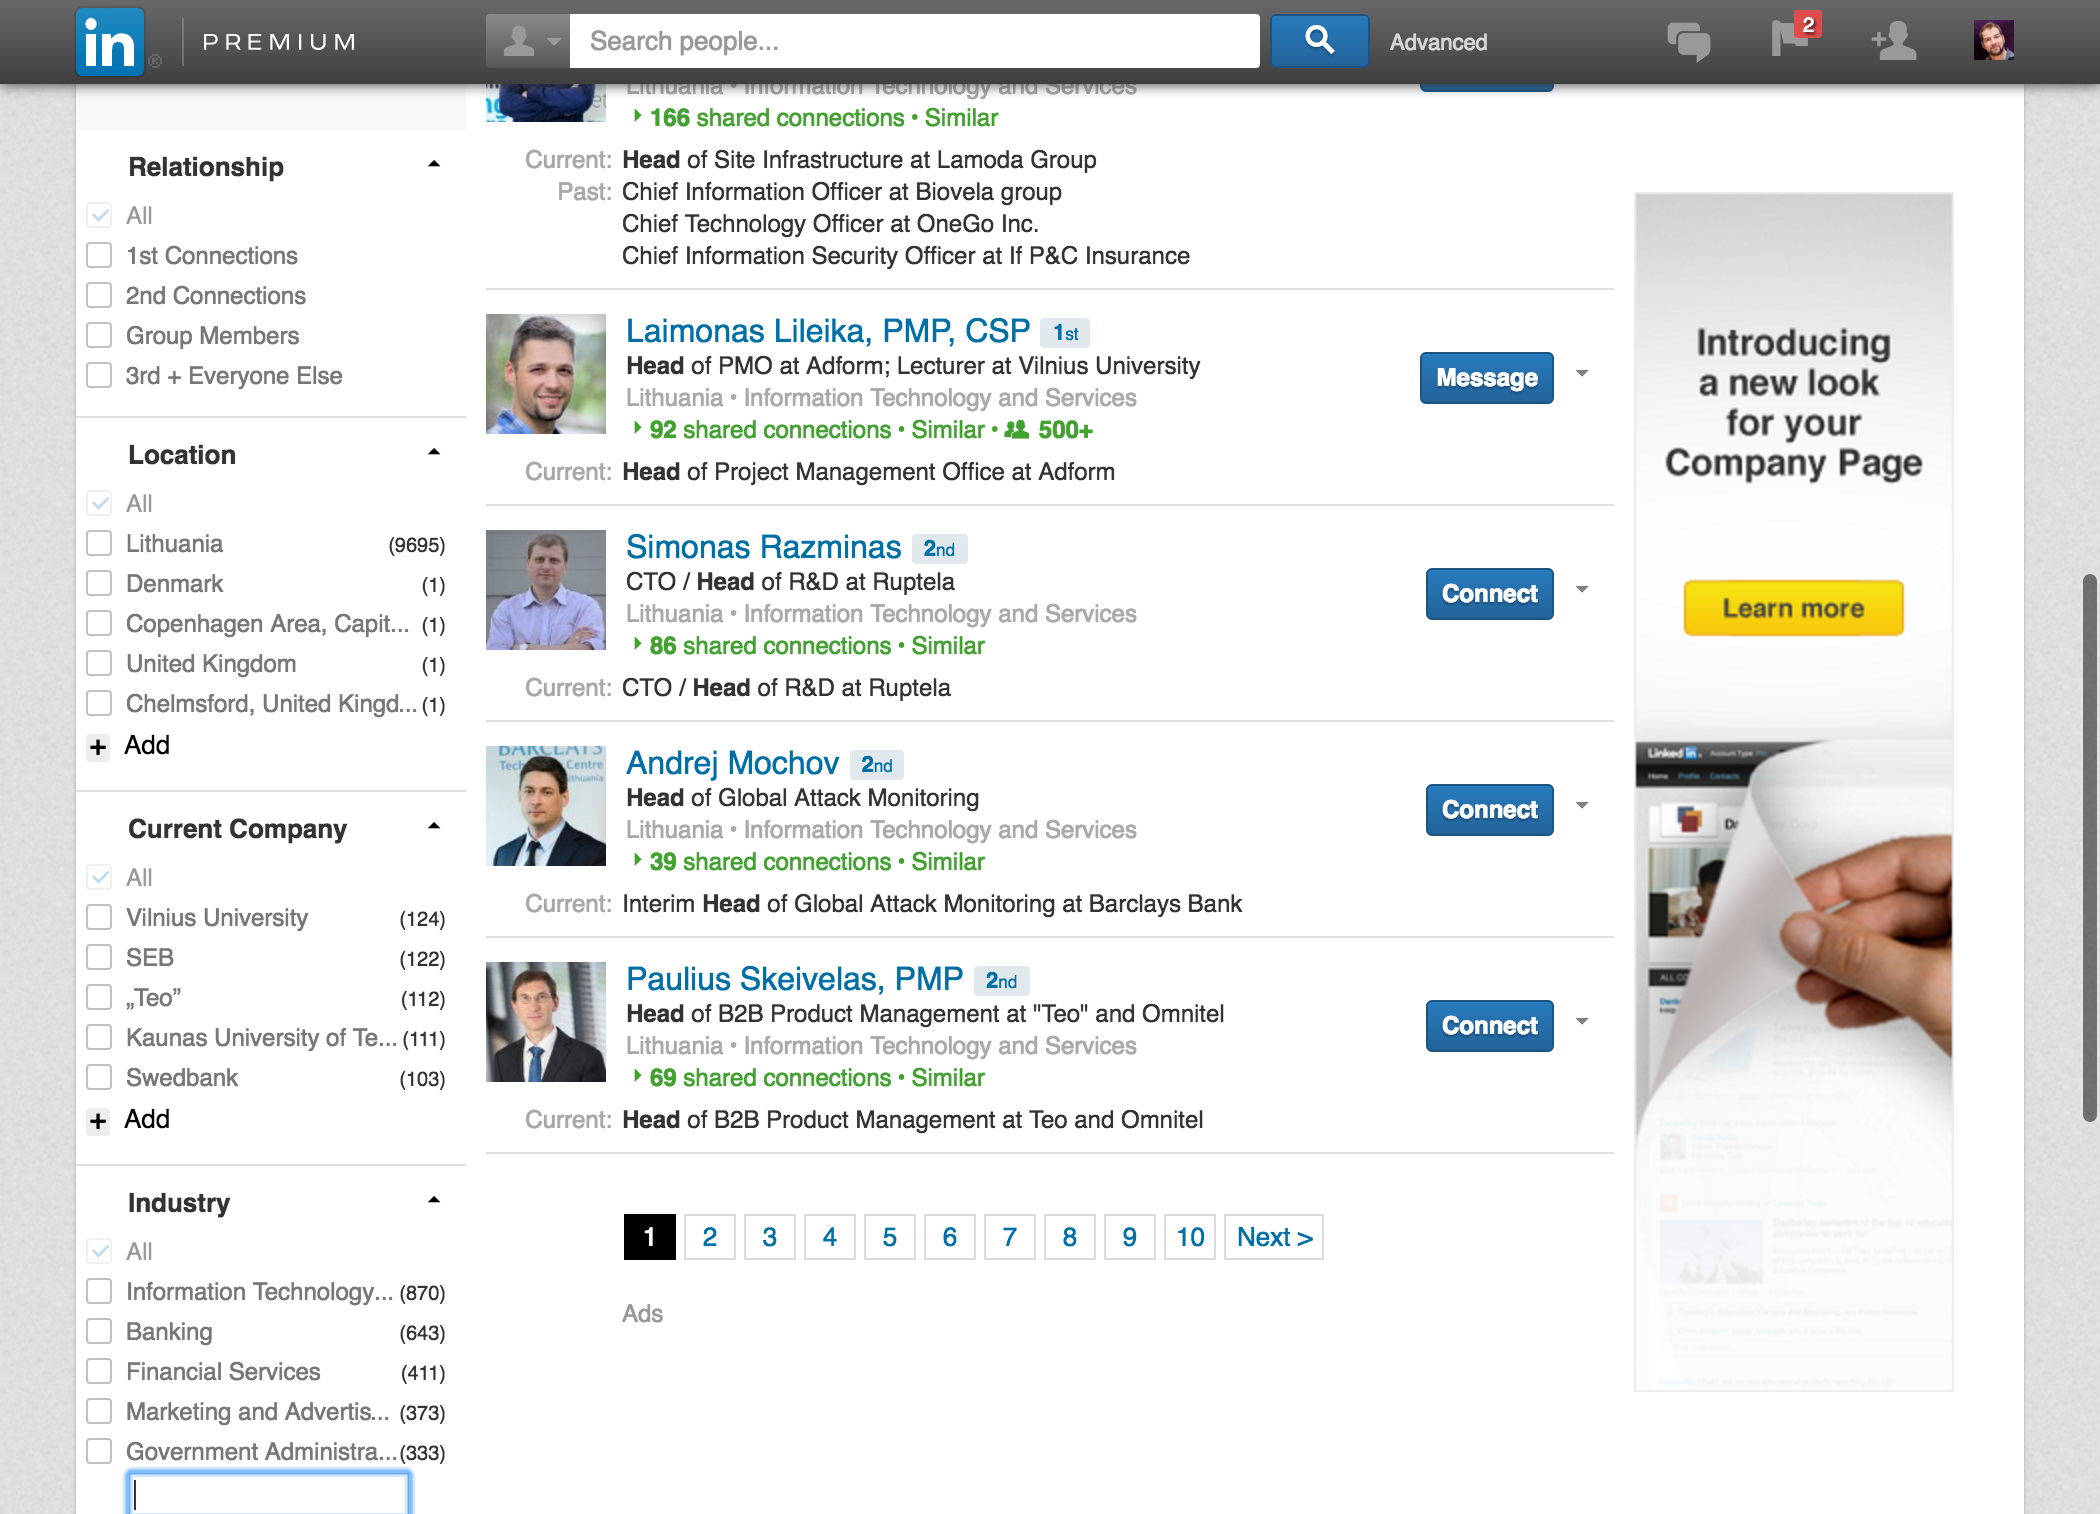 in ®
PREMIUM
Search people...
Advanced
2
Lithuania • Information Technology and Services
166 shared connections • Similar
Current: Head of Site Infrastructure at Lamoda Group
Past: Chief Information Officer at Biovela group
Chief Technology Officer at OneGo Inc.
Chief Information Security Officer at If P&C Insurance
Laimonas Lileika, PMP, CSP 1st
Head of PMO at Adform; Lecturer at Vilnius University
Lithuania • Information Technology and Services
92 shared connections • Similar • 500+
Message
Current: Head of Project Management Office at Adform
Simonas Razminas 2nd
CTO / Head of R&D at Ruptela
Lithuania • Information Technology and Services
86 shared connections • Similar
Connect
Current: CTO / Head of R&D at Ruptela
BARCLAYS
Centre
Lithuania
Andrej Mochov 2nd
Head of Global Attack Monitoring
Lithuania • Information Technology and Services
39 shared connections • Similar
Connect
Current: Interim Head of Global Attack Monitoring at Barclays Bank
Paulius Skeivelas, PMP 2nd
Head of B2B Product Management at "Teo" and Omnitel
Lithuania • Information Technology and Services
69 shared connections • Similar
Connect
Current: Head of B2B Product Management at Teo and Omnitel
1 2 3 4 5 6 7 8 9 10 Next >
Ads
Relationship
All
1st Connections
2nd Connections
Group Members
3rd + Everyone Else
Location
All
Lithuania (9695)
Denmark (1)
Copenhagen Area, Capit... (1)
United Kingdom (1)
Chelmsford, United Kingd... (1)
+ Add
Current Company
All
Vilnius University (124)
SEB (122)
„Teo” (112)
Kaunas University of Te... (111)
Swedbank (103)
+ Add
Industry
All
Information Technology... (870)
Banking (643)
Financial Services (411)
Marketing and Advertis... (373)
Government Administra... (333)
Introducing
a new look
for your
Company Page
Learn more
Linked in
Account Type
Home Profile Contacts